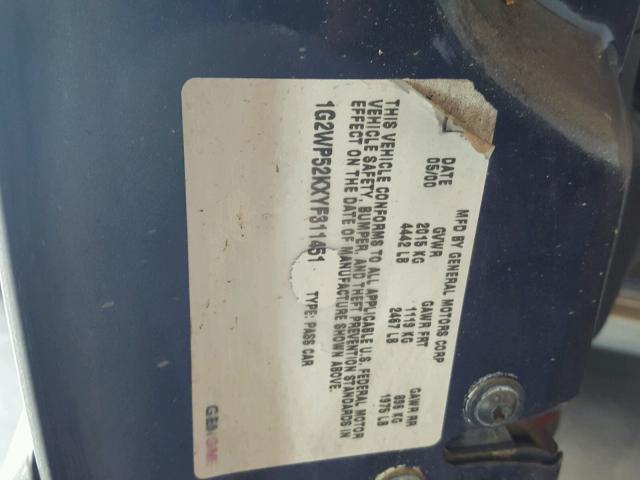 MFD BY GENERAL MOTORS CORP
DATE GVWR GAWR FRT GAWR RR
05/00 2015 KG 1119 KG 896 KG
4442 LB 2467 LB 1975 LB
THIS VEHICLE CONFORMS TO ALL APPLICABLE U.S. FEDERAL MOTOR
VEHICLE SAFETY, BUMPER, AND THEFT PREVENTION STANDARDS IN
EFFECT ON THE DATE OF MANUFACTURE SHOWN ABOVE.
1G2WP52KXYF311451 TYPE: PASS CAR